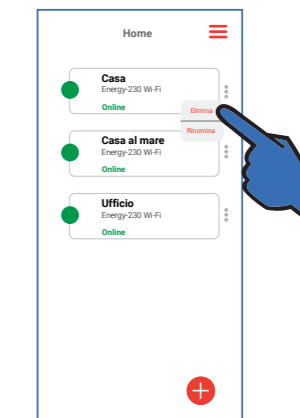 Home
Casa
Energy-230 Wi-Fi
Online
Elimina
Rinomina
Casa al mare
Energy-230 Wi-Fi
Online
Ufficio
Energy-230 Wi-Fi
Online